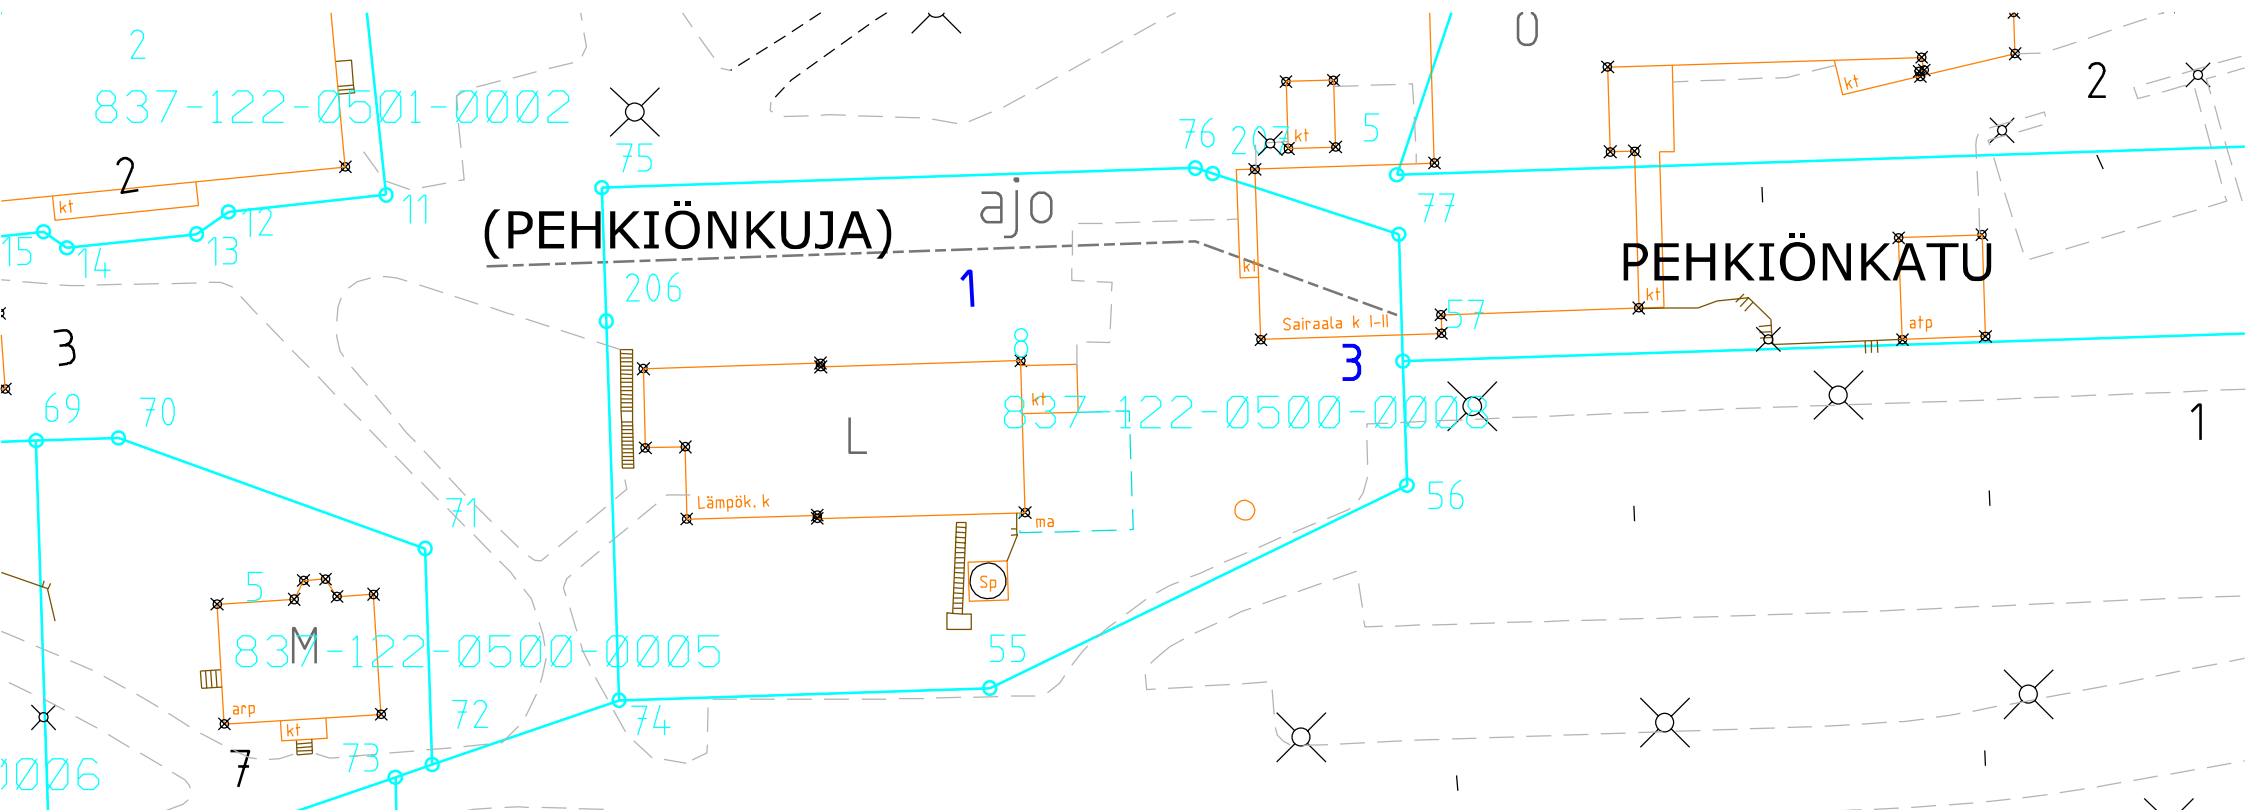 2
0
837-122-0501-0002
kt
kt
2
5
76
207
kt
75
2
ajo
77
11
kt
12
13
15
14
(PEHKIÖNKUJA)
PEHKIÖNKATU
kt
206
1
kt
57
Sairaala k I-II
atp
3
8
3
kt
69
70
837-122-0500-0008
1
L
56
Lämpök. k
71
ma
5
Sp
M
837-122-0500-0005
55
arp
72
74
kt
73
7
0006